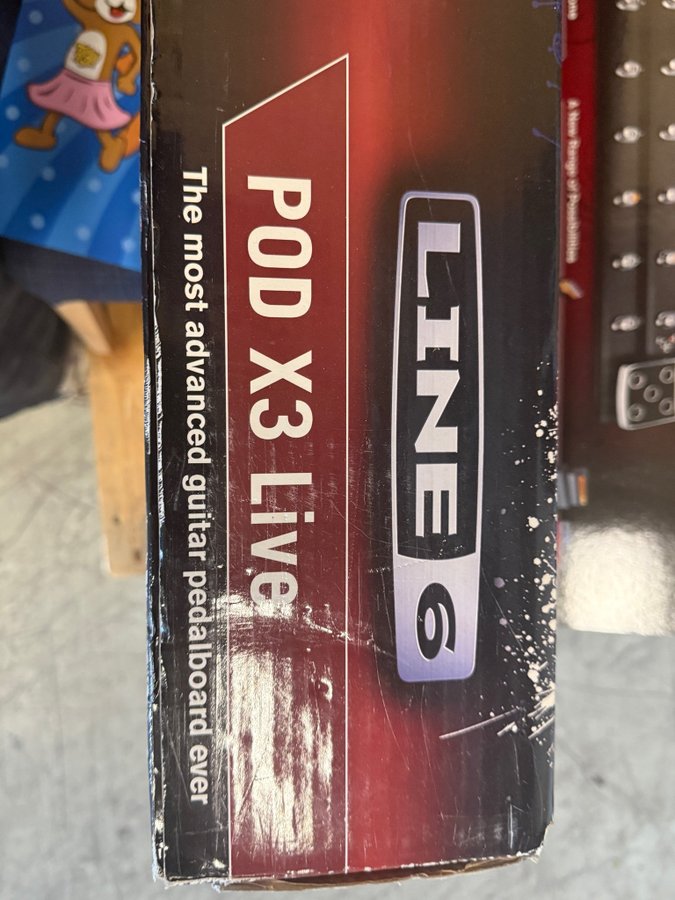 LINE 6
POD X3 Live
The most advanced guitar pedalboard ever
A New Range of Possibilities